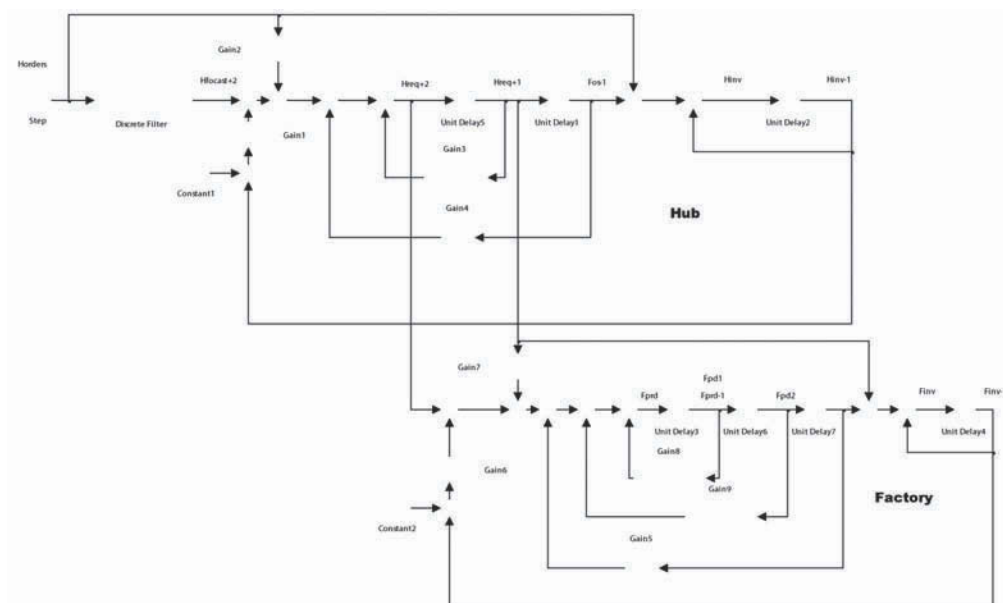 Gain2
Horders
Hfocast+2
Hreq+2
Hreq+1
Fos-1
Hinv
Hinv-1
Step
Discrete Filter
Gain1
Unit Delay5
Unit Delay1
Unit Delay2
Gain3
Constant1
Gain4
Hub
Gain7
Fpd1
Fprd
Fprd-1
Fpd2
Finv
Finv-
Unit Delay3
Unit Delay6
Unit Delay7
Unit Delay4
Gain8
Gain6
Gain9
Factory
Constant2
Gain5